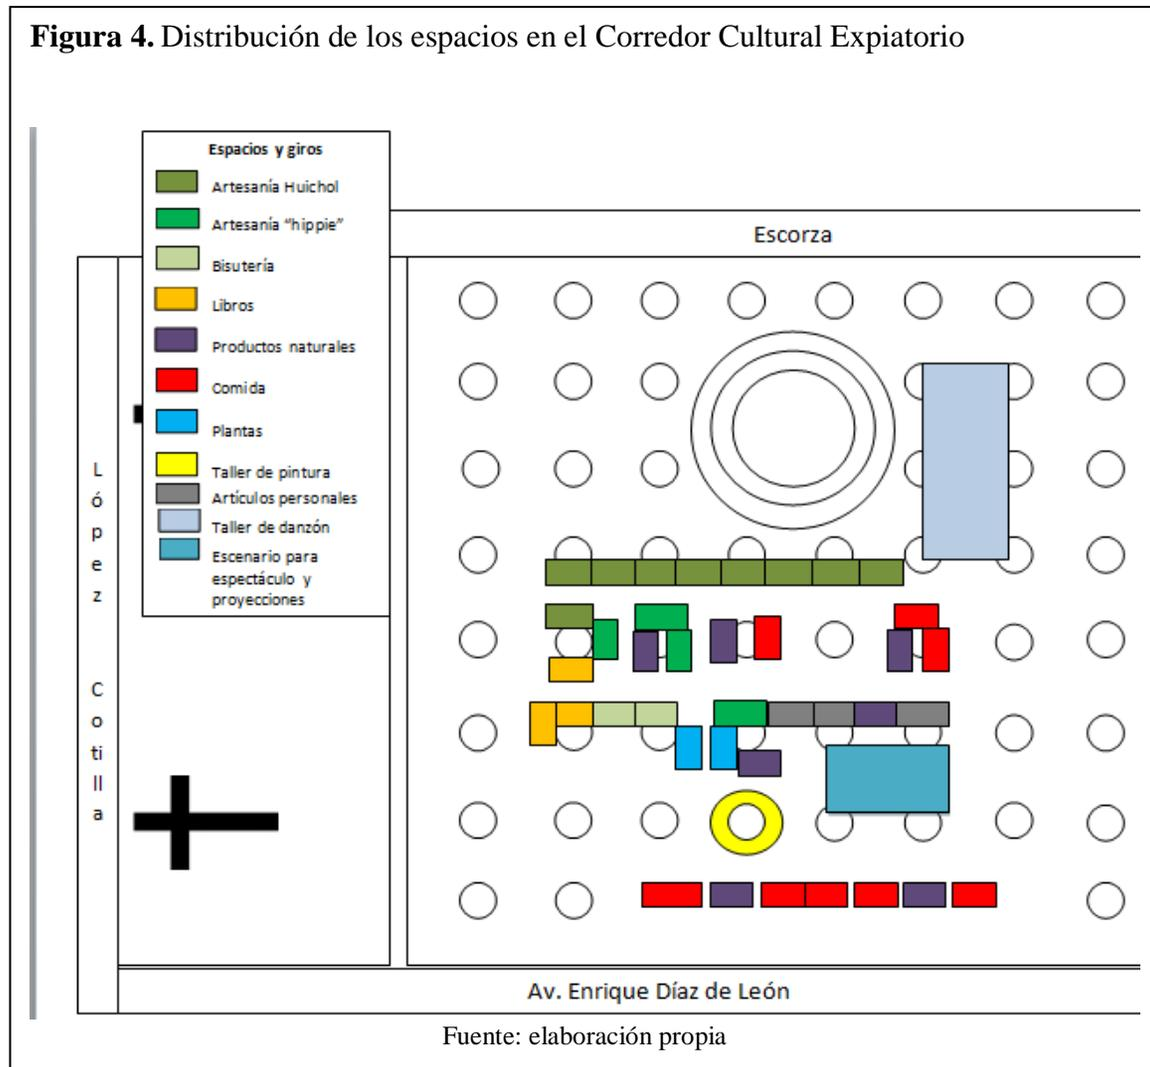 Figura 4. Distribución de los espacios en el Corredor Cultural Expiatorio
Espacios y giros
Artesanía Huichol
Artesanía “hippie”
Bisutería
Libros
Productos naturales
Comida
Plantas
Taller de pintura
Artículos personales
Taller de danzón
Escenario para
espectáculo y
proyecciones
Escorza
L
ó
p
e
z
C
o
ti
ll
a
Av. Enrique Díaz de León
Fuente: elaboración propia